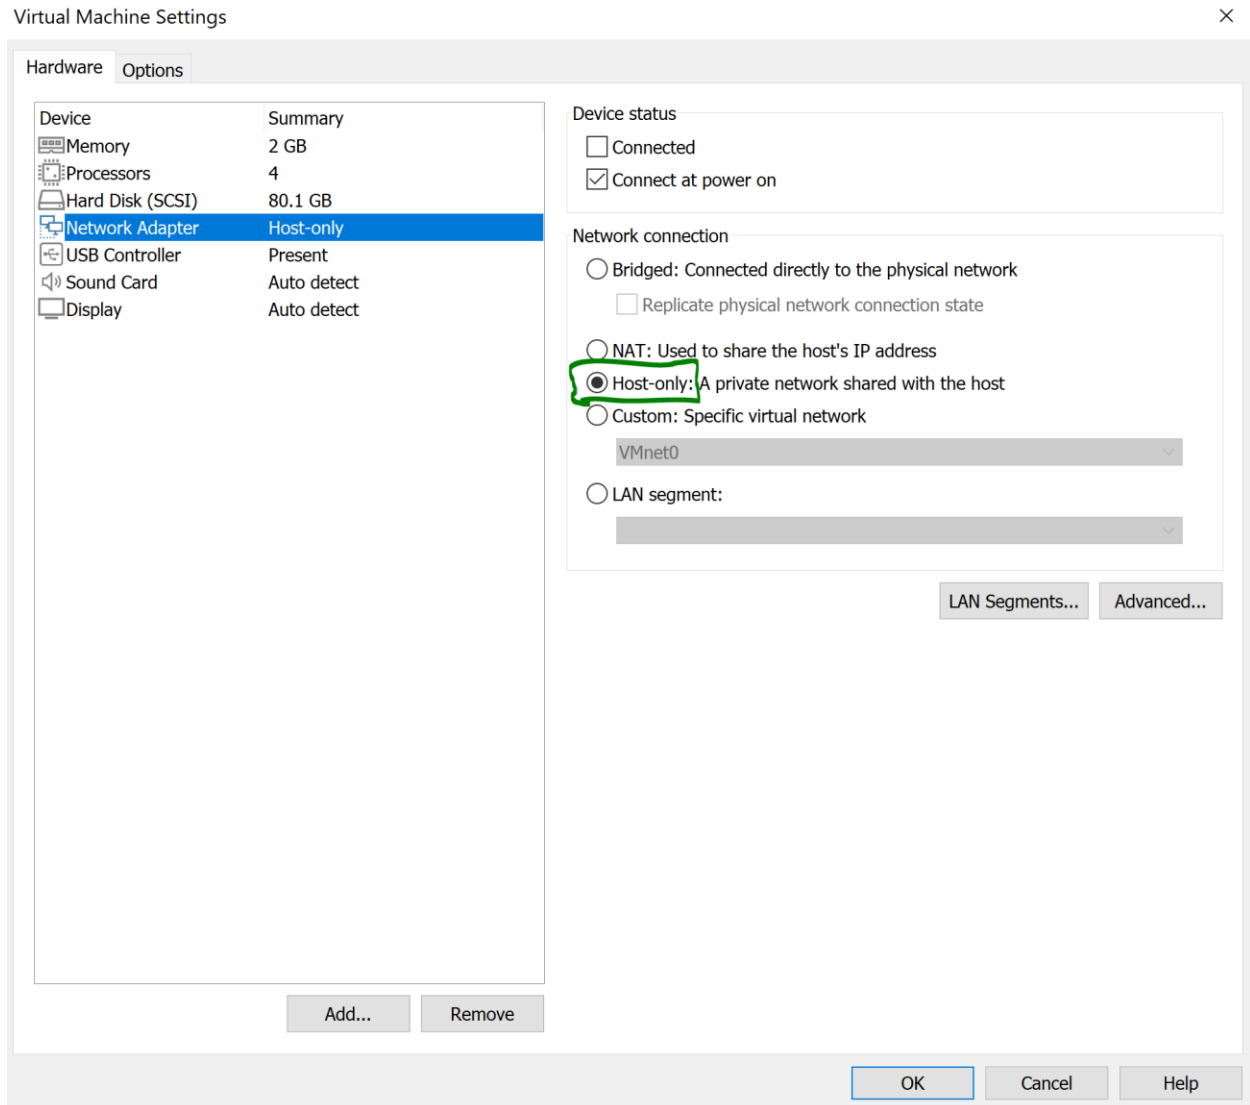 Virtual Machine Settings
Hardware
Options
Device Summary
Memory 2 GB
Processors 4
Hard Disk (SCSI) 80.1 GB
Network Adapter Host-only
USB Controller Present
Sound Card Auto detect
Display Auto detect
Add...
Remove
Device status
Connected
Connect at power on
Network connection
Bridged: Connected directly to the physical network
Replicate physical network connection state
NAT: Used to share the host's IP address
Host-only: A private network shared with the host
Custom: Specific virtual network
VMnet0
LAN segment:
LAN Segments...
Advanced...
OK
Cancel
Help